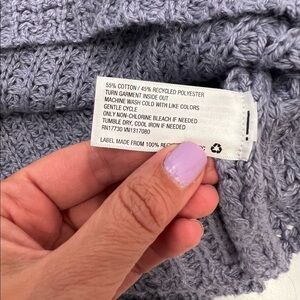 55% COTTON / 45% RECYCLED POLYESTER
TURN GARMENT INSIDE OUT
MACHINE WASH COLD WITH LIKE COLORS
GENTLE CYCLE
ONLY NON-CHLORINE BLEACH IF NEEDED
TUMBLE DRY, COOL IRON IF NEEDED
RN17730 VN1317080
LABEL MADE FROM 100%